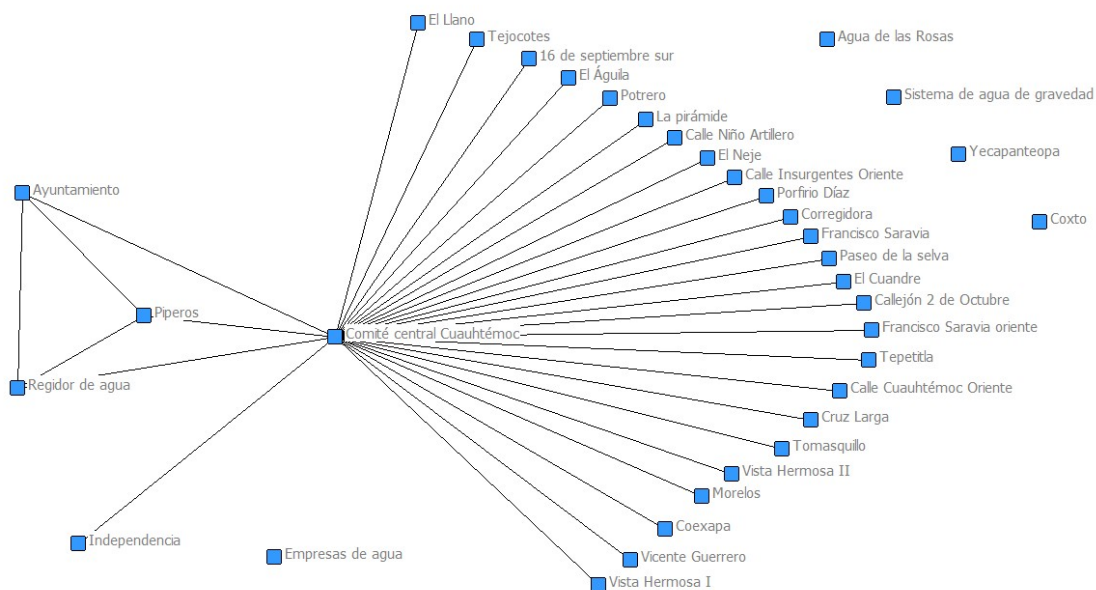 El Llano
Tejocotes
Agua de las Rosas
16 de septiembre sur
El Águila
Potrero
Sistema de agua de gravedad
La pirámide
Calle Niño Artillero
El Neje
Yecapanteopa
Calle Insurgentes Oriente
Ayuntamiento
Porfirio Díaz
Corregidora
Coxto
Francisco Saravia
Paseo de la selva
El Cuandre
Callejón 2 de Octubre
Piperos
Francisco Saravia oriente
Comité central Cuauhtémoc
Tepetitla
Regidor de agua
Calle Cuauhtémoc Oriente
Cruz Larga
Tomasquillo
Vista Hermosa II
Morelos
Coexapa
Independencia
Empresas de agua
Vicente Guerrero
Vista Hermosa I